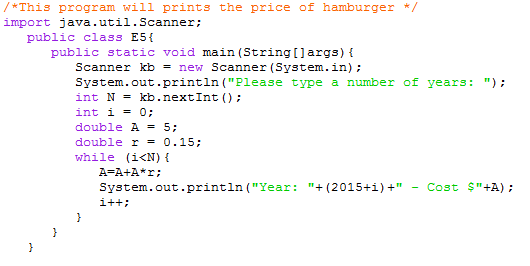 /*This program will prints the price of hamburger */
import java.util.Scanner;
public class E5{
public static void main(String[]args){
Scanner kb = new Scanner(System.in);
System.out.println("Please type a number of years: ");
int N = kb.nextInt();
int i = 0;
double A = 5;
double r = 0.15;
while (i<N){
A=A+A*r;
System.out.println("Year: "+(2015+i)+" - Cost $"+A);
i++;
}
}
}